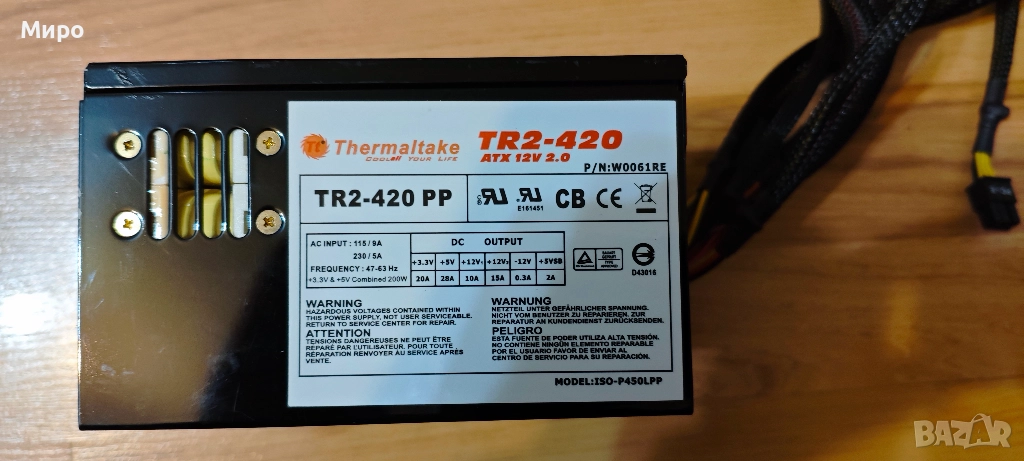 Миро
Thermaltake
COOLall YOUR LIFE
TR2-420
ATX 12V 2.0
P/N:W0061RE
TR2-420 PP
E161451
CB CE
AC INPUT : 115 / 9A
230 / 5A
FREQUENCY : 47-63 Hz
+3.3V & +5V Combined 200W
DC OUTPUT
+3.3V +5V +12V1 +12V2 -12V +5VSB
20A 28A 10A 15A 0.3A 2A
D43016
WARNING
HAZARDOUS VOLTAGES CONTAINED WITHIN
THIS POWER SUPPLY, NOT USER SERVICEABLE.
RETURN TO SERVICE CENTER FOR REPAIR.
ATTENTION
TENSIONS DANGEREUSES NE PEUT ÊTRE
RÉPARÉ PAR L'UTILISATEUR. POUR TOUTE
RÉPARATION RENVOYER AU SERVICE APRÉS
VENTE.
WARNUNG
NETZTEIL UNTER GEFÄHRLICHER SPANNUNG.
NICHT VOM BENUTZER ZU REPARIEREN. ZUR
REPARATUR AN KUNDENDIENST ZURÜCKSENDEN.
PELIGRO
ESTA FUENTE DE PODER UTILIZA ALTA TENSIÓN.
NO CONTIENE NINGÚN ELEMENTO REPARABLE
POR EL USUARIO FAVOR DE ENVIAR AL
CENTRO DE SERVICIO PARA SU REPARACIÓN.
MODEL:ISO-P450LPP
BAZAR